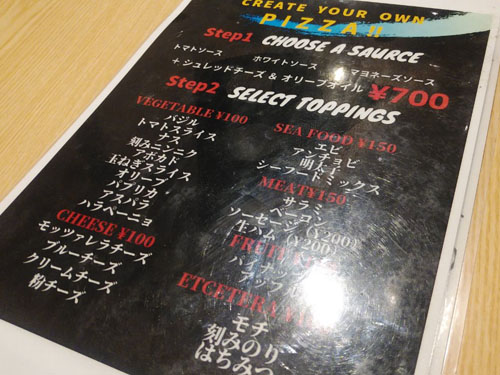 CREATE YOUR OWN
PIZZA!!
Step1 CHOOSE A SAURCE
トマトソース ホワイトソース マヨネーズソース
+シュレッドチーズ & オリーブオイル ¥700
Step2 SELECT TOPPINGS
VEGETABLE ¥100
バジル
トマトスライス
ナス
刻みニンニク
アボカド
玉ねぎスライス
オリーブ
パプリカ
アスパラ
ハラペーニョ
CHEESE ¥100
モッツァレラチーズ
ブルーチーズ
クリームチーズ
粉チーズ
SEA FOOD ¥150
エビ
アンチョビ
明太子
シーフードミックス
MEAT ¥150
サラミ
ベーコン
ソーセージ (¥200)
生ハム (¥200)
FRUIT
バナナ
ETCETERA
モチ
刻みのり
はちみつ